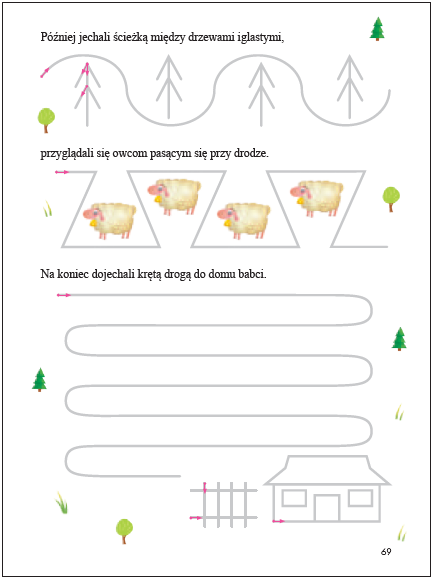 Później jechali ścieżką między drzewami iglastymi,
przyglądali się owcom pasącym się przy drodze.
Na koniec dojechali krętą drogą do domu babci.
69